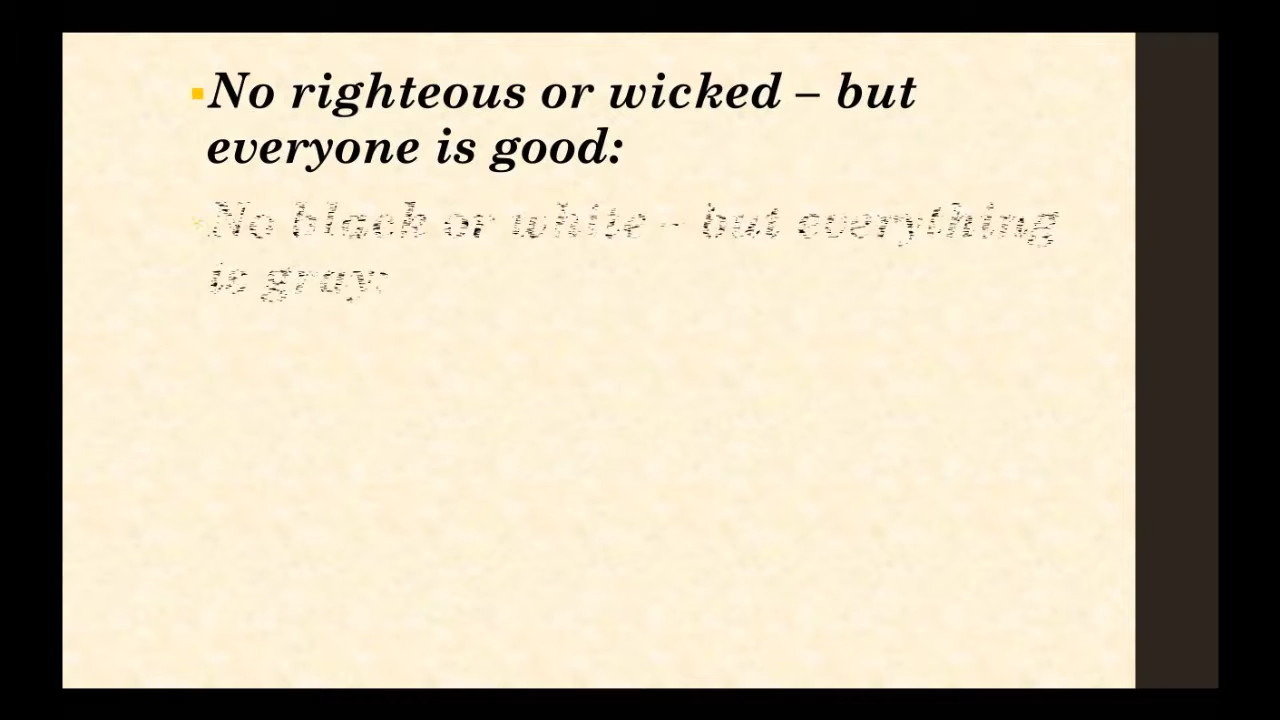 No righteous or wicked – but
everyone is good:
No black or white – but everything
is gray: